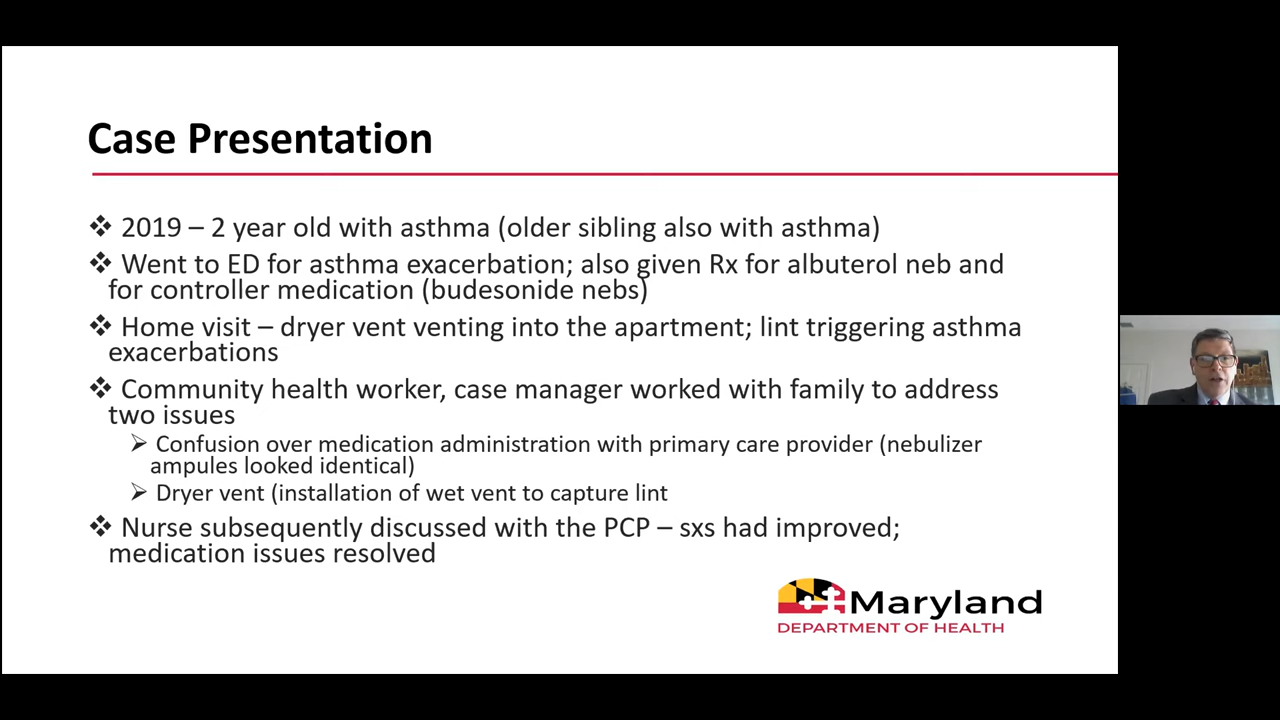 Case Presentation
❖ 2019 – 2 year old with asthma (older sibling also with asthma)
❖ Went to ED for asthma exacerbation; also given Rx for albuterol neb and
for controller medication (budesonide nebs)
❖ Home visit – dryer vent venting into the apartment; lint triggering asthma
exacerbations
❖ Community health worker, case manager worked with family to address
two issues
➢ Confusion over medication administration with primary care provider (nebulizer
ampules looked identical)
➢ Dryer vent (installation of wet vent to capture lint
❖ Nurse subsequently discussed with the PCP – sxs had improved;
medication issues resolved
Maryland
DEPARTMENT OF HEALTH